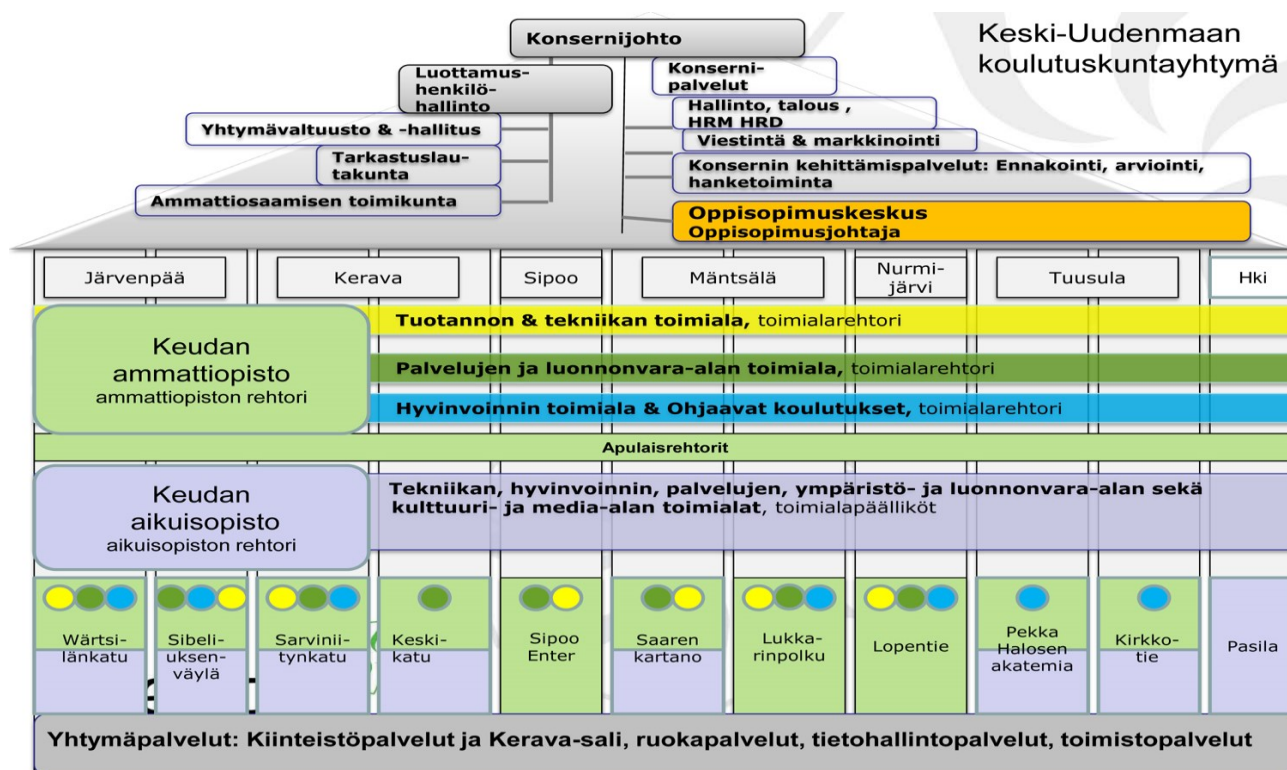 Keski-Uudenmaan
koulutuskuntayhtymä
Konsernijohto
Luottamus-
henkilö-
hallinto
Yhtymävaltuusto & -hallitus
Tarkastuslau-
takunta
Ammattiosaamisen toimikunta
Konserni-
palvelut
Hallinto, talous ,
HRM HRD
Viestintä & markkinointi
Konsernin kehittämispalvelut: Ennakointi, arviointi,
hanketoiminta
Oppisopimuskeskus
Oppisopimusjohtaja
Järvenpää
Kerava
Sipoo
Mäntsälä
Nurmi-
järvi
Tuusula
Hki
Keudan
ammattiopisto
ammattiopiston rehtori
Tuotannon & tekniikan toimiala, toimialarehtori
Palvelujen ja luonnonvara-alan toimiala, toimialarehtori
Hyvinvoinnin toimiala & Ohjaavat koulutukset, toimialarehtori
Apulaisrehtorit
Keudan
aikuisopisto
aikuisopiston rehtori
Tekniikan, hyvinvoinnin, palvelujen, ympäristö- ja luonnonvara-alan sekä
kulttuuri- ja media-alan toimialat, toimialapäälliköt
Wärtsi-
länkatu
Sibeli-
uksen-
väylä
Sarvinii-
tynkatu
Keski-
katu
Sipoo
Enter
Saaren
kartano
Lukka-
rinpolku
Lopentie
Pekka
Halosen
akatemia
Kirkko-
tie
Pasila
Yhtymäpalvelut: Kiinteistöpalvelut ja Kerava-sali, ruokapalvelut, tietohallintopalvelut, toimistopalvelut